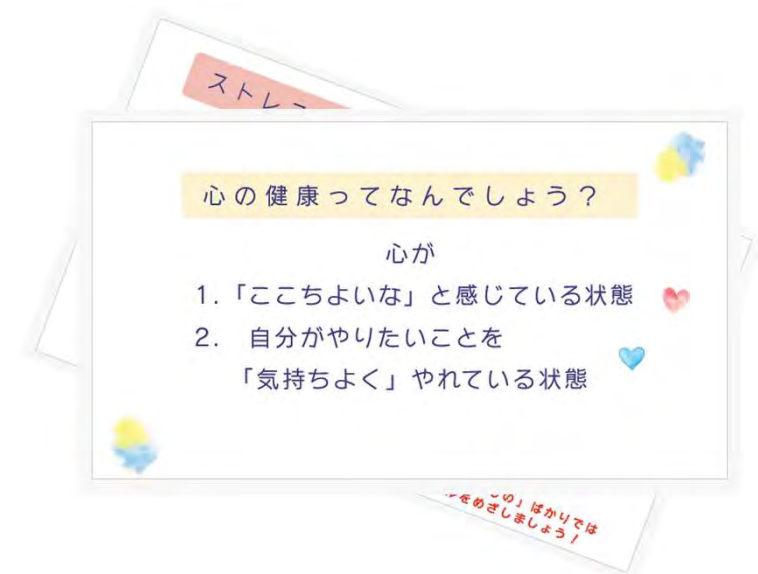 ストレス
心の健康ってなんでしょう？
心が
1.「ここちよいな」と感じている状態
2. 自分がやりたいことを
「気持ちよく」やれている状態
ばかりでは
をめざしましょう！